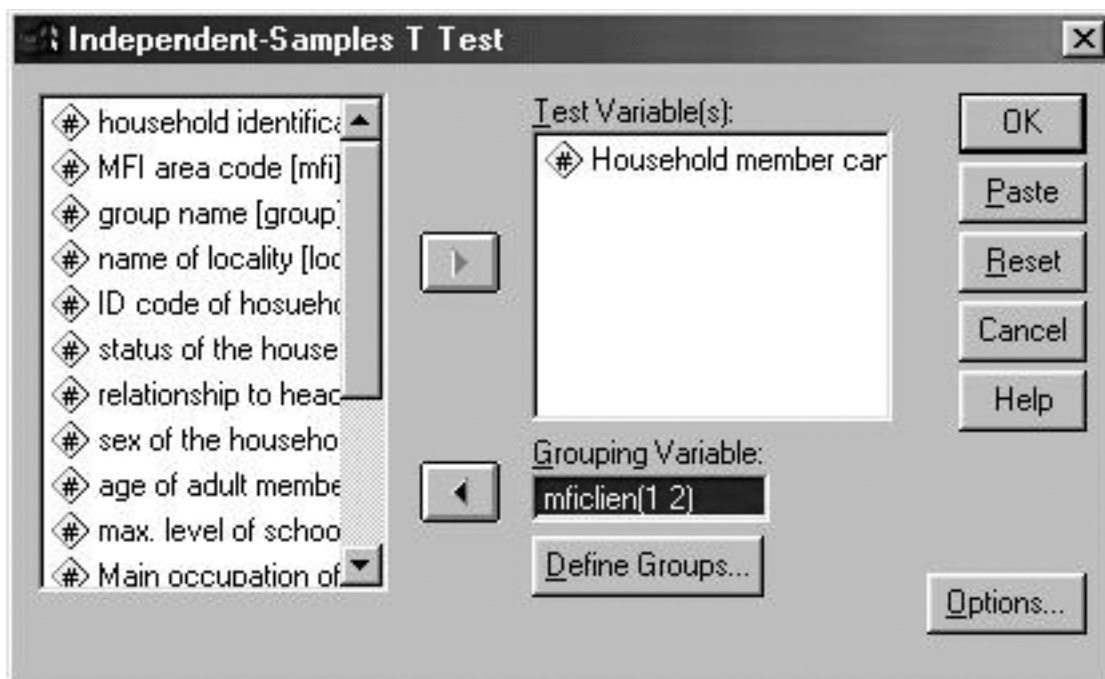 Independent-Samples T Test
household identifica
MFI area code [mfi]
group name [group]
name of locality [loc
ID code of hosueho
status of the house
relationship to head
sex of the househo
age of adult membe
max. level of schoo
Main occupation of
Test Variable(s):
Household member can
Grouping Variable:
mficlien(1 2)
Define Groups...
OK
Paste
Reset
Cancel
Help
Options...